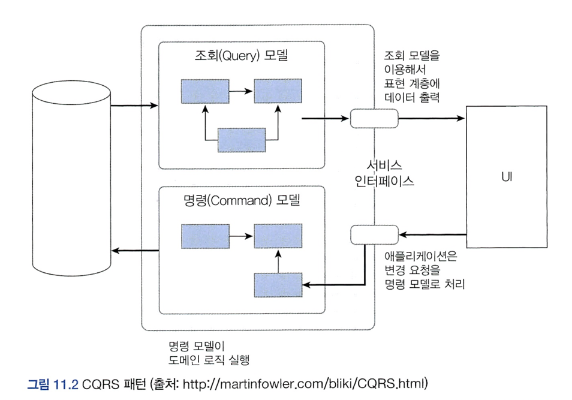 조회(Query) 모델
조회 모델을
이용해서
표현 계층에
데이터 출력
서비스
인터페이스
UI
명령(Command) 모델
애플리케이션은
변경 요청을
명령 모델로 처리
명령 모델이
도메인 로직 실행
그림 11.2 CQRS 패턴 (출처: http://martinfowler.com/bliki/CQRS.html)